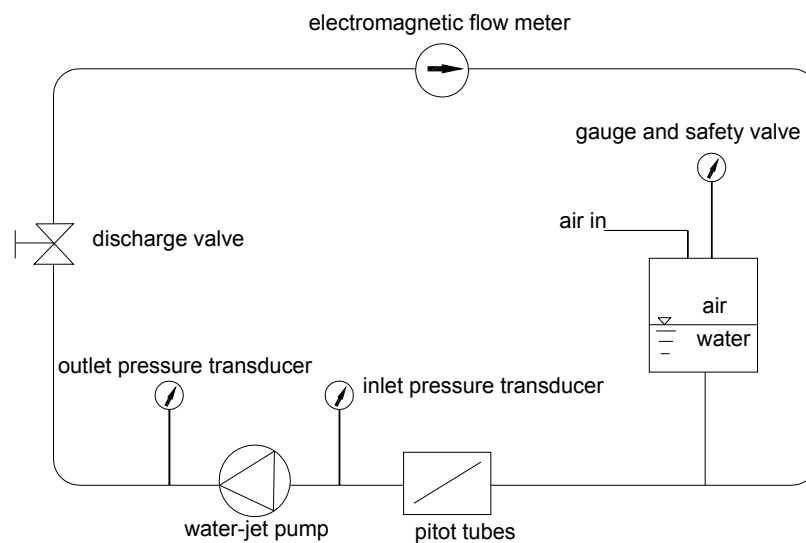 electromagnetic flow meter
gauge and safety valve
air in
discharge valve
air
water
outlet pressure transducer
inlet pressure transducer
water-jet pump
pitot tubes